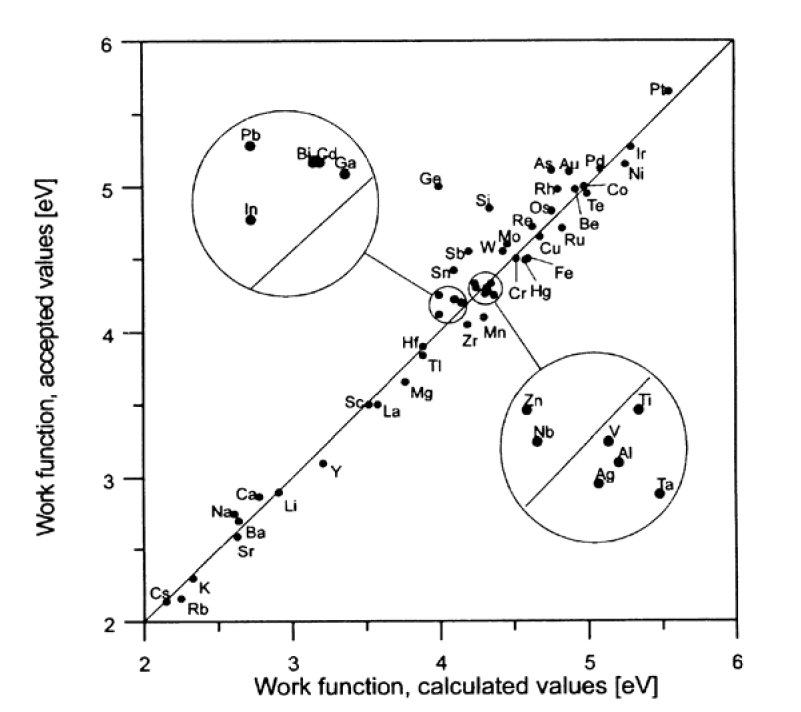 6
Pt
Pb
Bi Cd
Ga
Ir
Pd
Ni
As Au
5
Ge
Rh
Co
Si
Os
Te
In
Be
Re
Mo
Cu Ru
W
Sb
Sn
Fe
Cr Hg
4
Zr Mn
Hf
Tl
Mg
Sc
La
Zn
Ti
Nb
V
Al
Ag
Ta
3
Y
Ca
Li
Na
Ba
Sr
K
Cs
Rb
2
2
3
4
5
6
Work function, accepted values [eV]
Work function, calculated values [eV]